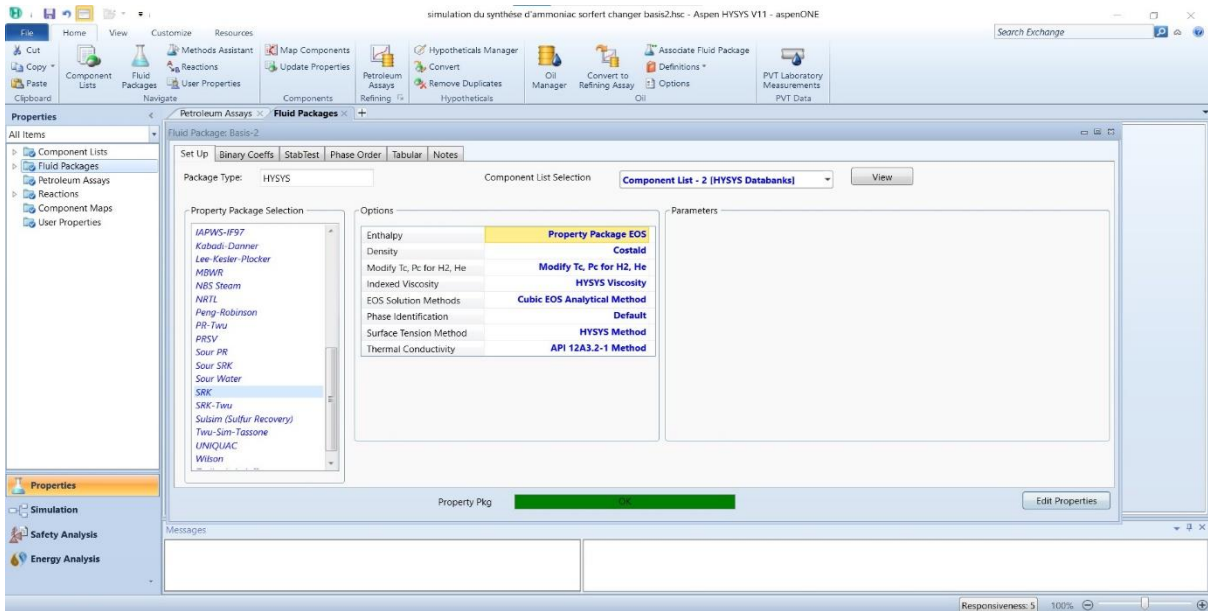 simulation du synthése d'ammoniac sorfert changer basis2.hsc - Aspen HYSYS V11 - aspenONE
File Home View Customize Resources Search Exchange
Cut
Copy
Paste
Clipboard
Component Lists
Fluid Packages
Methods Assistant
Reactions
User Properties
Navigate
Map Components
Update Properties
Components
Petroleum Assays
Refining
Hypotheticals Manager
Convert
Remove Duplicates
Hypotheticals
Oil Manager
Convert to Refining Assay
Associate Fluid Package
Definitions
Options
Oil
PVT Laboratory Measurements
PVT Data
Properties
All Items
Component Lists
Fluid Packages
Petroleum Assays
Reactions
Component Maps
User Properties
Petroleum Assays Fluid Packages
Fluid Package: Basis-2
Set Up Binary Coeffs StabTest Phase Order Tabular Notes
Package Type: HYSYS Component List Selection Component List - 2 [HYSYS Databanks] View
Property Package Selection
IAPWS-IF97
Kabadi-Danner
Lee-Kesler-Plocker
MBWR
NBS Steam
NRTL
Peng-Robinson
PR-Twu
PRSV
Sour PR
Sour SRK
Sour Water
SRK
SRK-Twu
Sulsim (Sulfur Recovery)
Twu-Sim-Tassone
UNIQUAC
Wilson
Options
Enthalpy Property Package EOS
Density Costald
Modify Tc, Pc for H2, He Modify Tc, Pc for H2, He
Indexed Viscosity HYSYS Viscosity
EOS Solution Methods Cubic EOS Analytical Method
Phase Identification Default
Surface Tension Method HYSYS Method
Thermal Conductivity API 12A3.2-1 Method
Parameters
Property Pkg OK Edit Properties
Properties
Simulation
Safety Analysis
Energy Analysis
Messages
Responsiveness: 5 100%